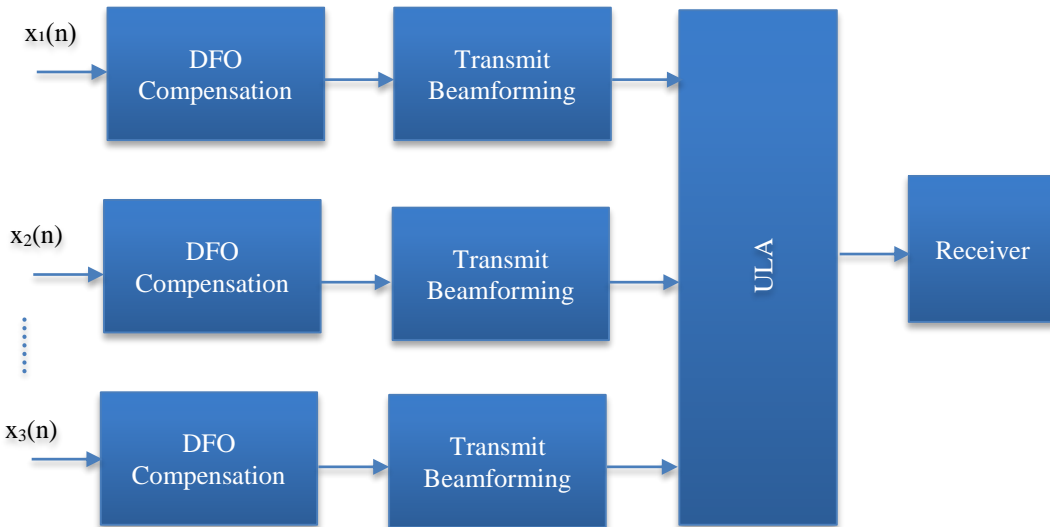 x₁(n)
DFO
Compensation
Transmit
Beamforming
x₂(n)
DFO
Compensation
Transmit
Beamforming
ULA
Receiver
x₃(n)
DFO
Compensation
Transmit
Beamforming